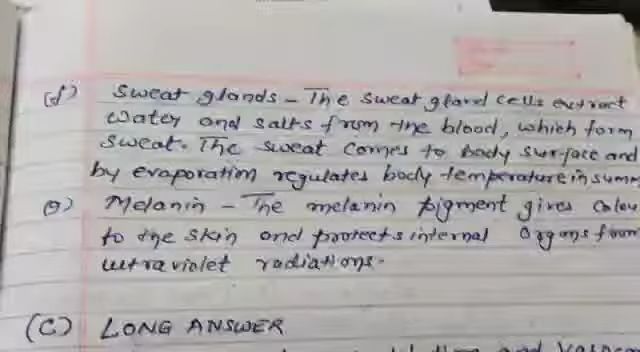 (d) Sweat glands - The sweat gland cells extract
water and salts from the blood, which form
sweat. The sweat comes to body surface and
by evaporation regulates body temperature in summ
(e) Melanin - The melanin pigment gives colou
to the skin and protects internal organs from
ultraviolet radiations.
(C) LONG ANSWER
and